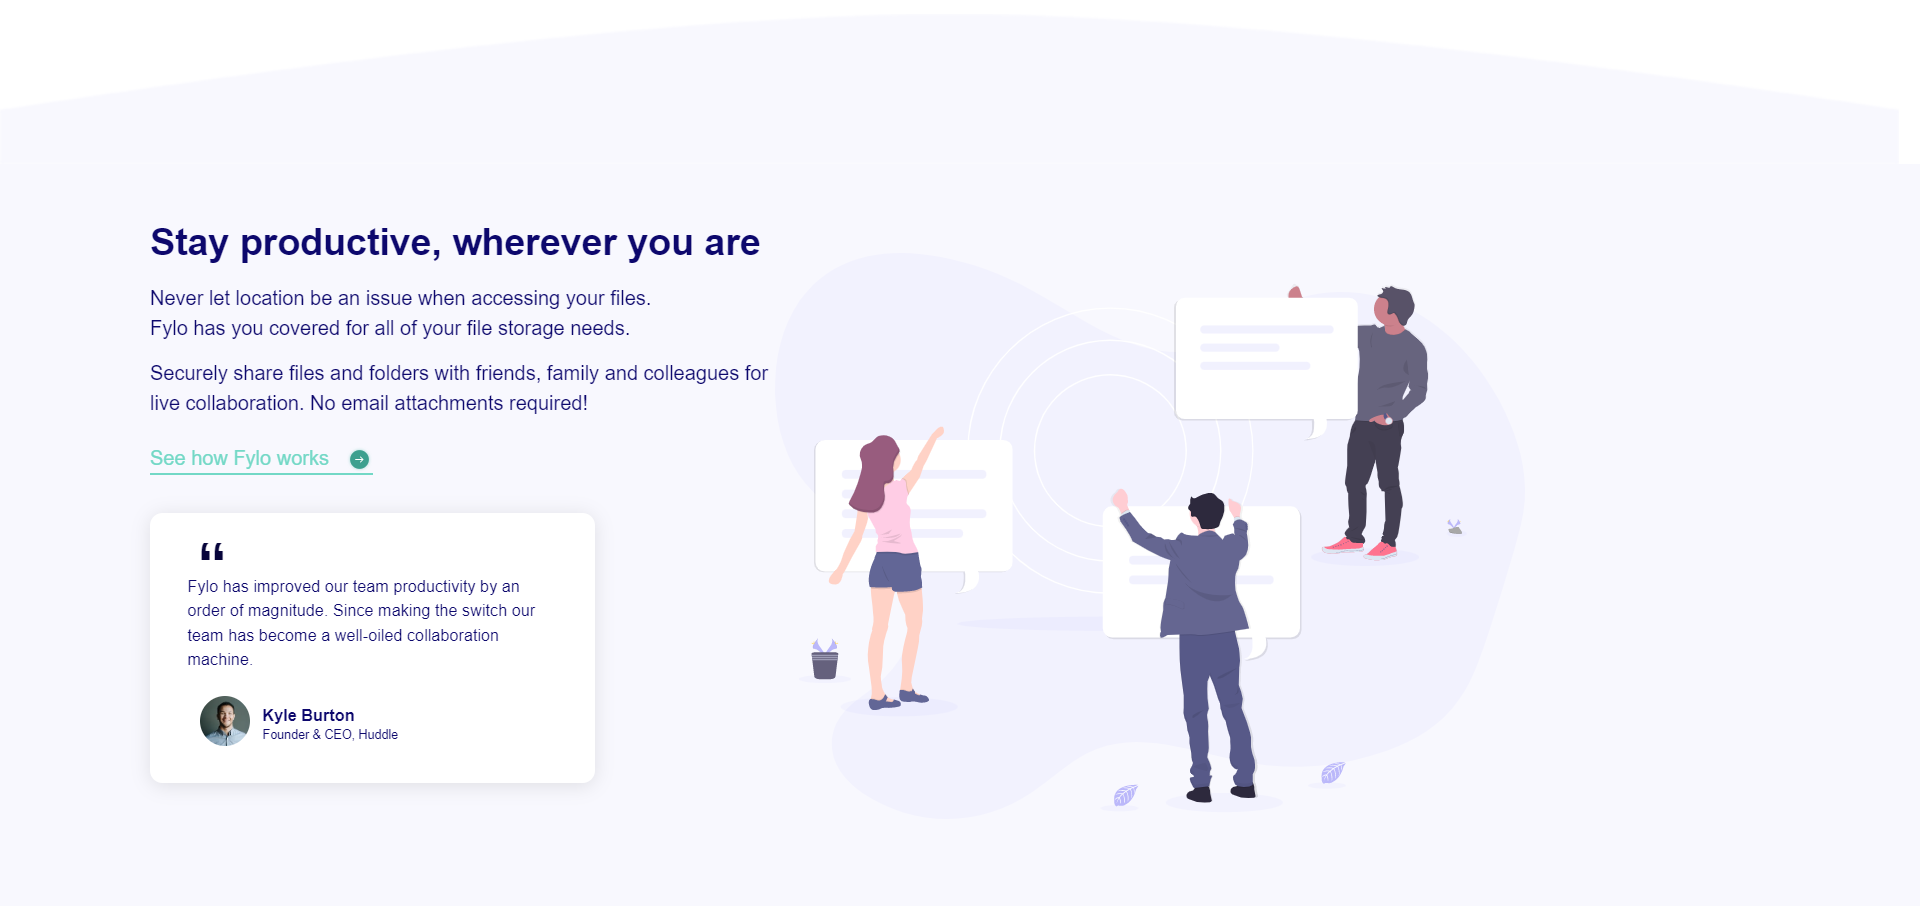 Stay productive, wherever you are
Never let location be an issue when accessing your files.
Fylo has you covered for all of your file storage needs.
Securely share files and folders with friends, family and colleagues for
live collaboration. No email attachments required!
See how Fylo works
“
Fylo has improved our team productivity by an
order of magnitude. Since making the switch our
team has become a well-oiled collaboration
machine.
Kyle Burton
Founder & CEO, Huddle